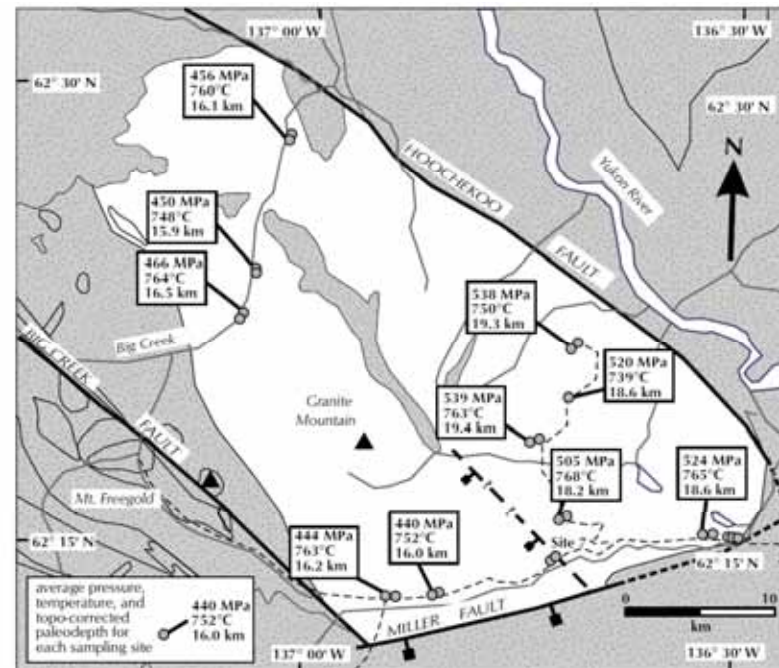 137° 00' W
136° 30' W
62° 30' N
62° 30' N
456 MPa
760°C
16.1 km
N
HOOCHEKOO
FAULT
Yukon River
450 MPa
748°C
15.9 km
466 MPa
764°C
16.5 km
Big Creek
BIG CREEK
FAULT
Granite
Mountain
538 MPa
750°C
19.3 km
520 MPa
739°C
18.6 km
539 MPa
763°C
19.4 km
505 MPa
768°C
18.2 km
524 MPa
765°C
18.6 km
Mt. Freegold
444 MPa
763°C
16.2 km
440 MPa
752°C
16.0 km
? ?
Site
62° 15' N
62° 15' N
MILLER FAULT
average pressure,
temperature, and
topo-corrected
paleodepth for
each sampling site
440 MPa
752°C
16.0 km
0 10
km
137° 00' W
136° 30' W